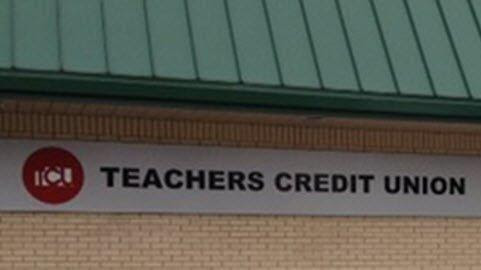 TCU TEACHERS CREDIT UNION